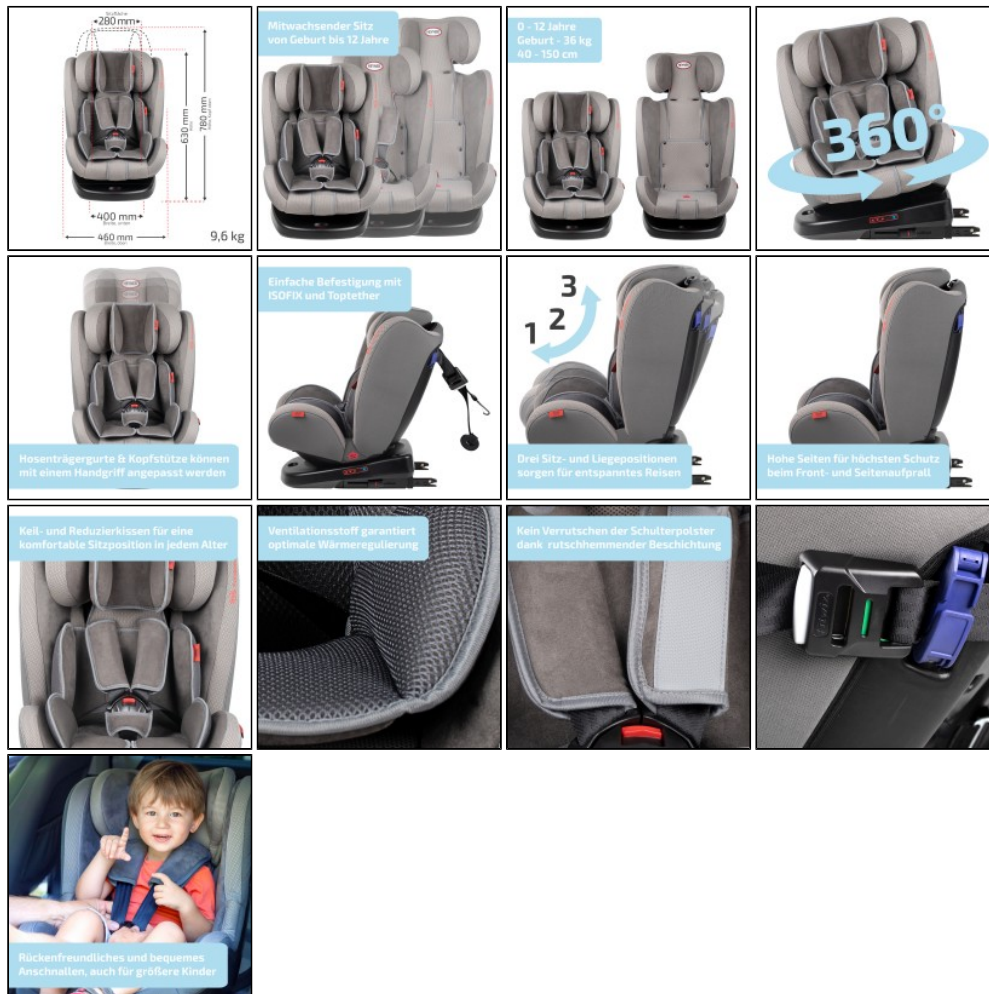 280 mm
630 mm
780 mm
400 mm
460 mm
9,6 kg
Mitwachsender Sitz
von Geburt bis 12 Jahre
0 - 12 Jahre
Geburt - 36 kg
40 - 150 cm
360°
Hosenträgergurte & Kopfstütze können
mit einem Handgriff angepasst werden
Einfache Befestigung mit
ISOFIX und Toptether
3
2
1
Drei Sitz- und Liegepositionen
sorgen für entspanntes Reisen
Hohe Seiten für höchsten Schutz
beim Front- und Seitenaufprall
Keil- und Reduzierkissen für eine
komfortable Sitzposition in jedem Alter
Ventilationsstoff garantiert
optimale Wärmeregulierung
Kein Verrutschen der Schulterpolster
dank rutschhemmender Beschichtung
Rückenfreundliches und bequemes
Anschnallen, auch für größere Kinder